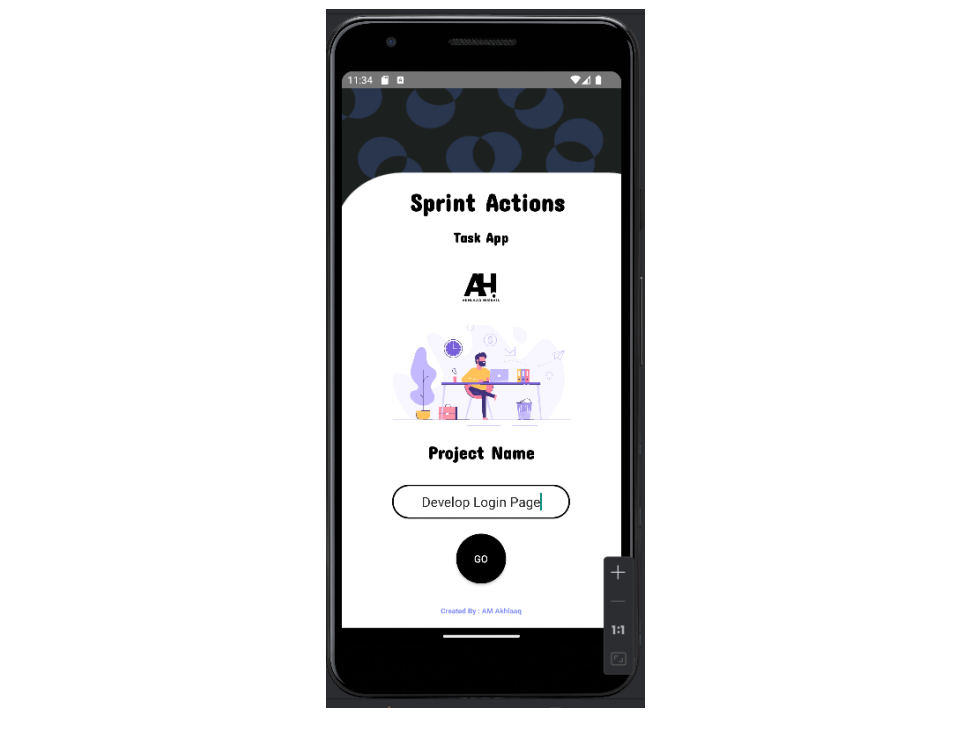 11:34
Sprint Actions
Task App
AH
Project Name
Develop Login Page
GO
Created By : AM Akhlaaq
1:1